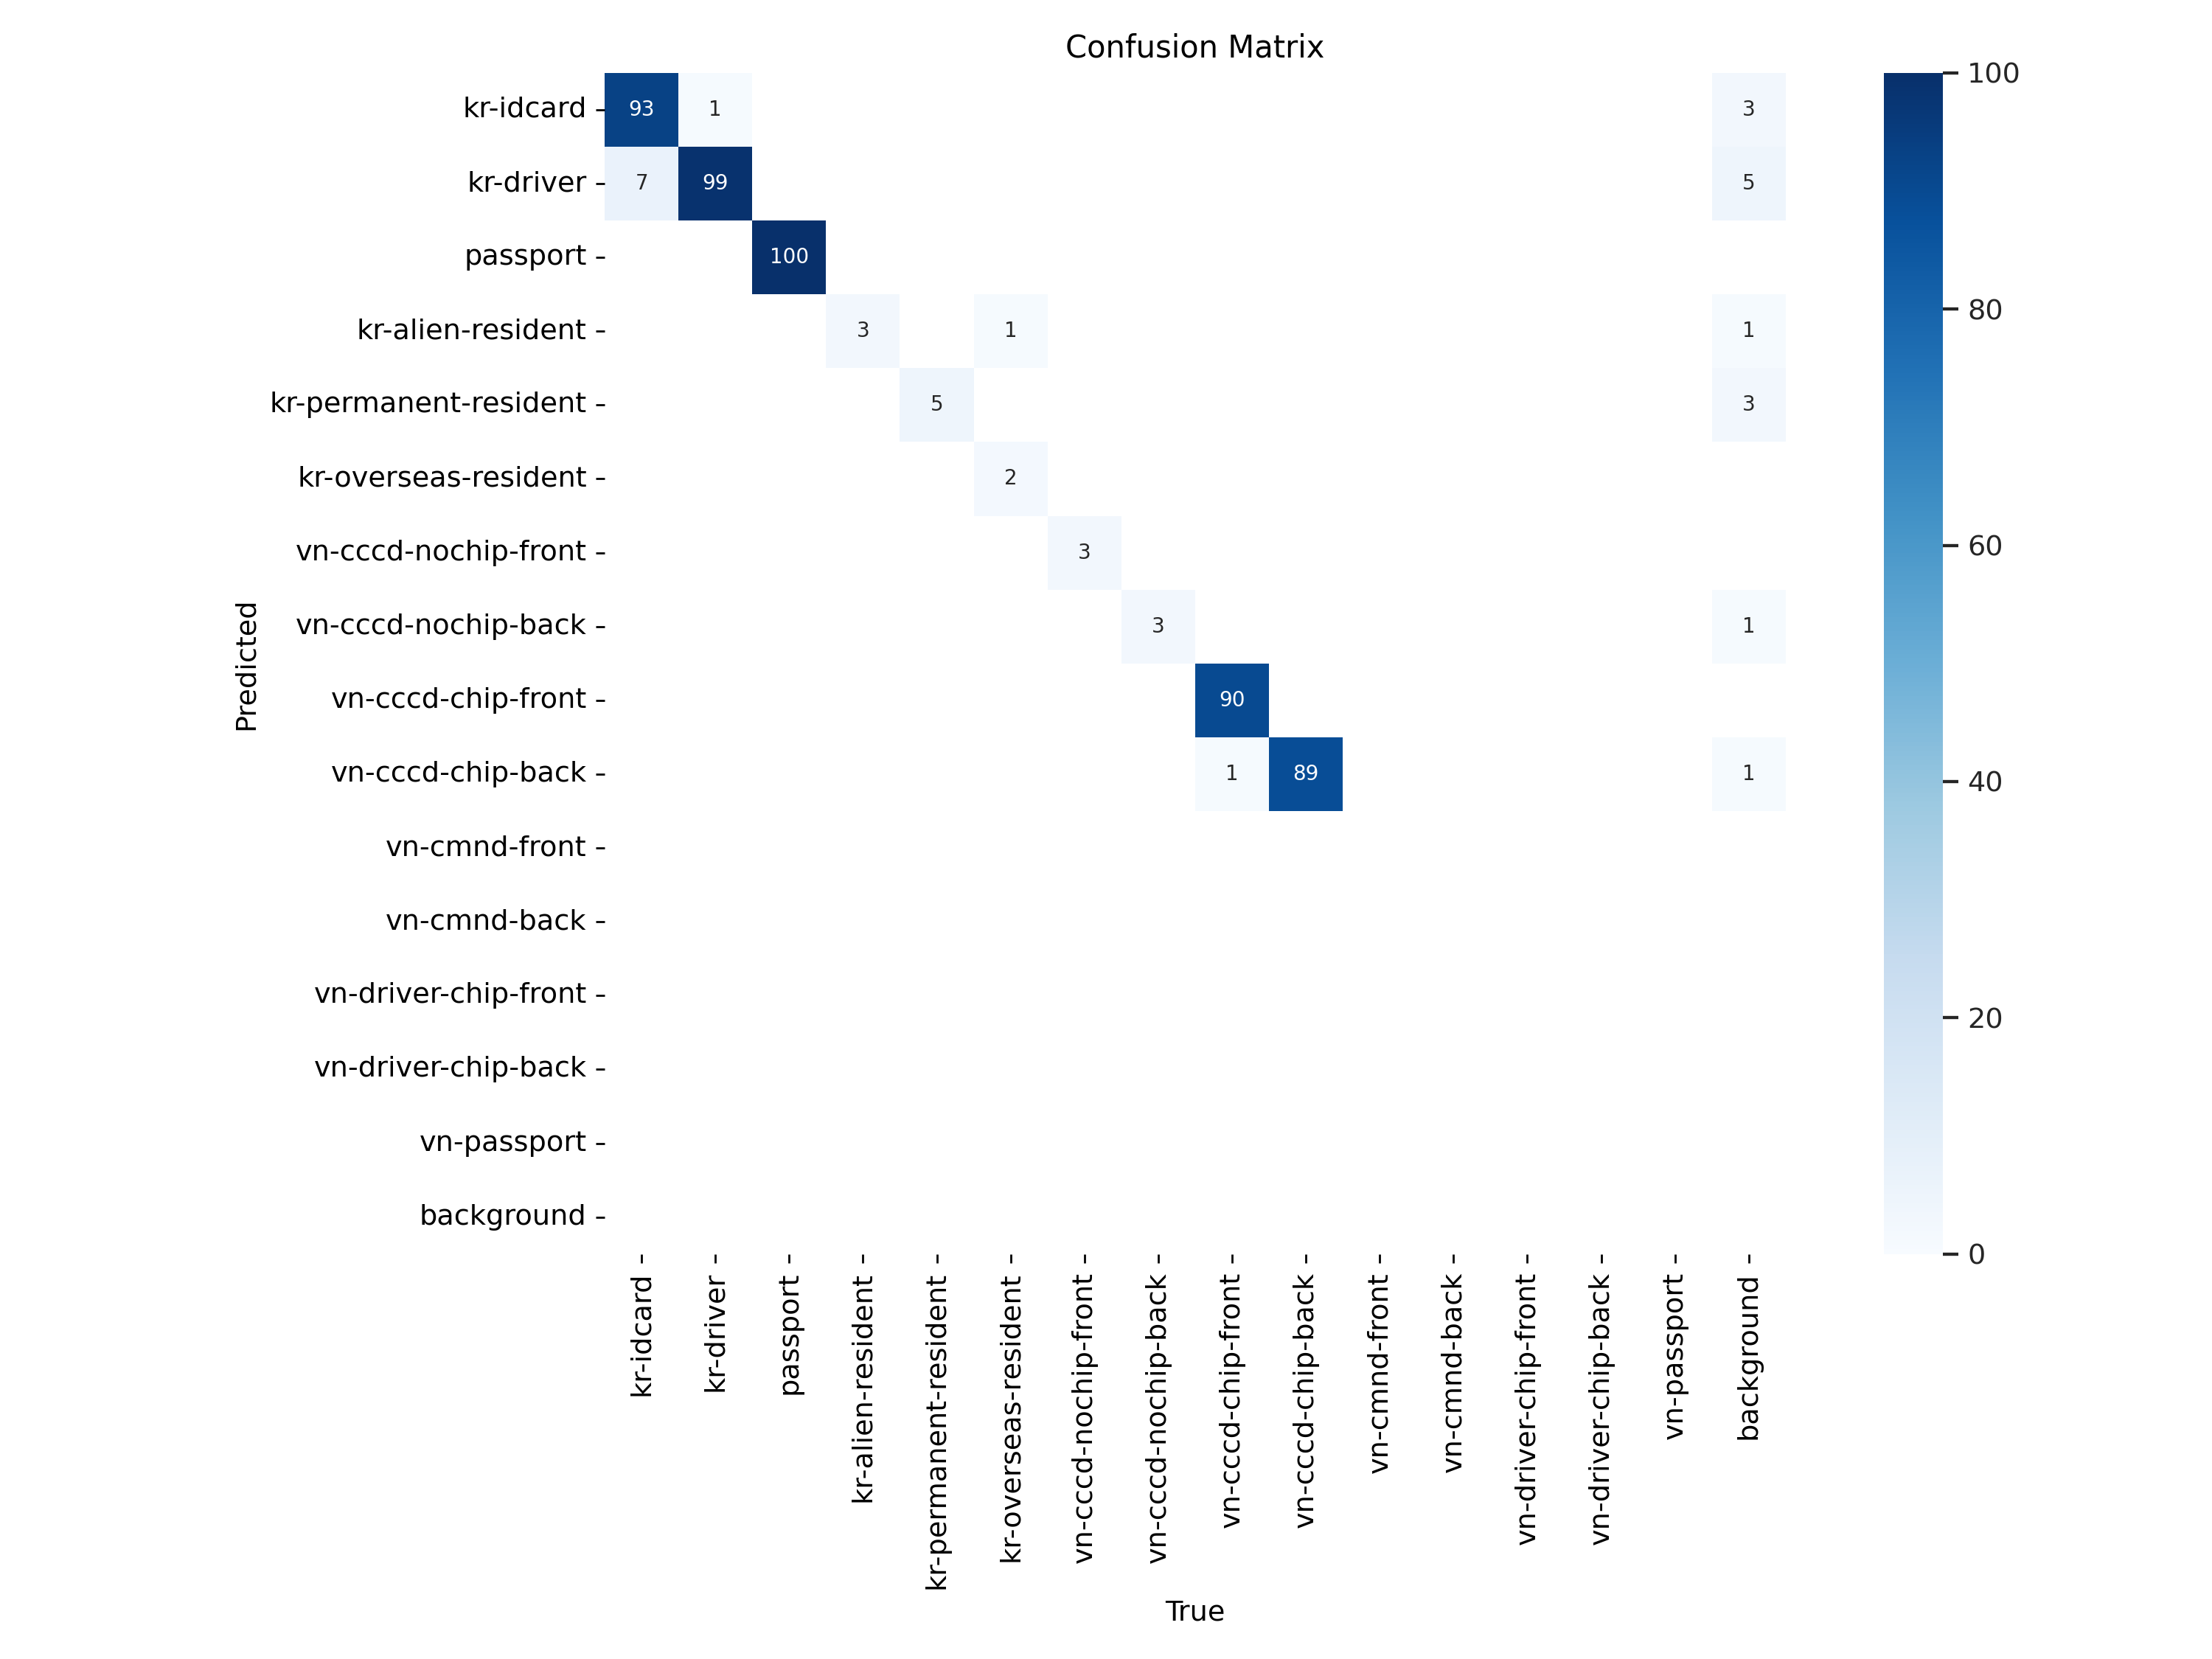 Confusion Matrix
kr-idcard 93 1 3
kr-driver 7 99 5
passport 100
kr-alien-resident 3 1 1
kr-permanent-resident 5 3
kr-overseas-resident 2
vn-cccd-nochip-front 3
vn-cccd-nochip-back 3 1
vn-cccd-chip-front 90
vn-cccd-chip-back 1 89 1
vn-cmnd-front
vn-cmnd-back
vn-driver-chip-front
vn-driver-chip-back
vn-passport
background
Predicted
kr-idcard
kr-driver
passport
kr-alien-resident
kr-permanent-resident
kr-overseas-resident
vn-cccd-nochip-front
vn-cccd-nochip-back
vn-cccd-chip-front
vn-cccd-chip-back
vn-cmnd-front
vn-cmnd-back
vn-driver-chip-front
vn-driver-chip-back
vn-passport
background
True
100
80
60
40
20
0